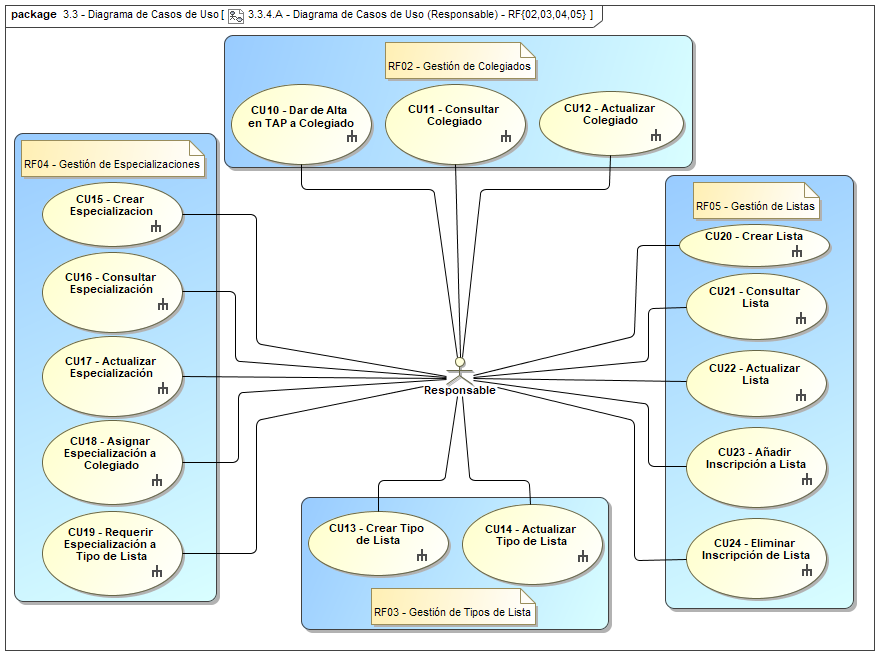 package 3.3 - Diagrama de Casos de Uso [ 3.3.4.A - Diagrama de Casos de Uso (Responsable) - RF{02,03,04,05} ]
RF02 - Gestión de Colegiados
CU10 - Dar de Alta
en TAP a Colegiado
CU11 - Consultar
Colegiado
CU12 - Actualizar
Colegiado
RF04 - Gestión de Especializaciones
CU15 - Crear
Especializacion
CU16 - Consultar
Especialización
CU17 - Actualizar
Especialización
CU18 - Asignar
Especialización a
Colegiado
CU19 - Requerir
Especialización a
Tipo de Lista
Responsable
RF05 - Gestión de Listas
CU20 - Crear Lista
CU21 - Consultar
Lista
CU22 - Actualizar
Lista
CU23 - Añadir
Inscripción a Lista
CU24 - Eliminar
Inscripción de Lista
CU13 - Crear Tipo
de Lista
CU14 - Actualizar
Tipo de Lista
RF03 - Gestión de Tipos de Lista